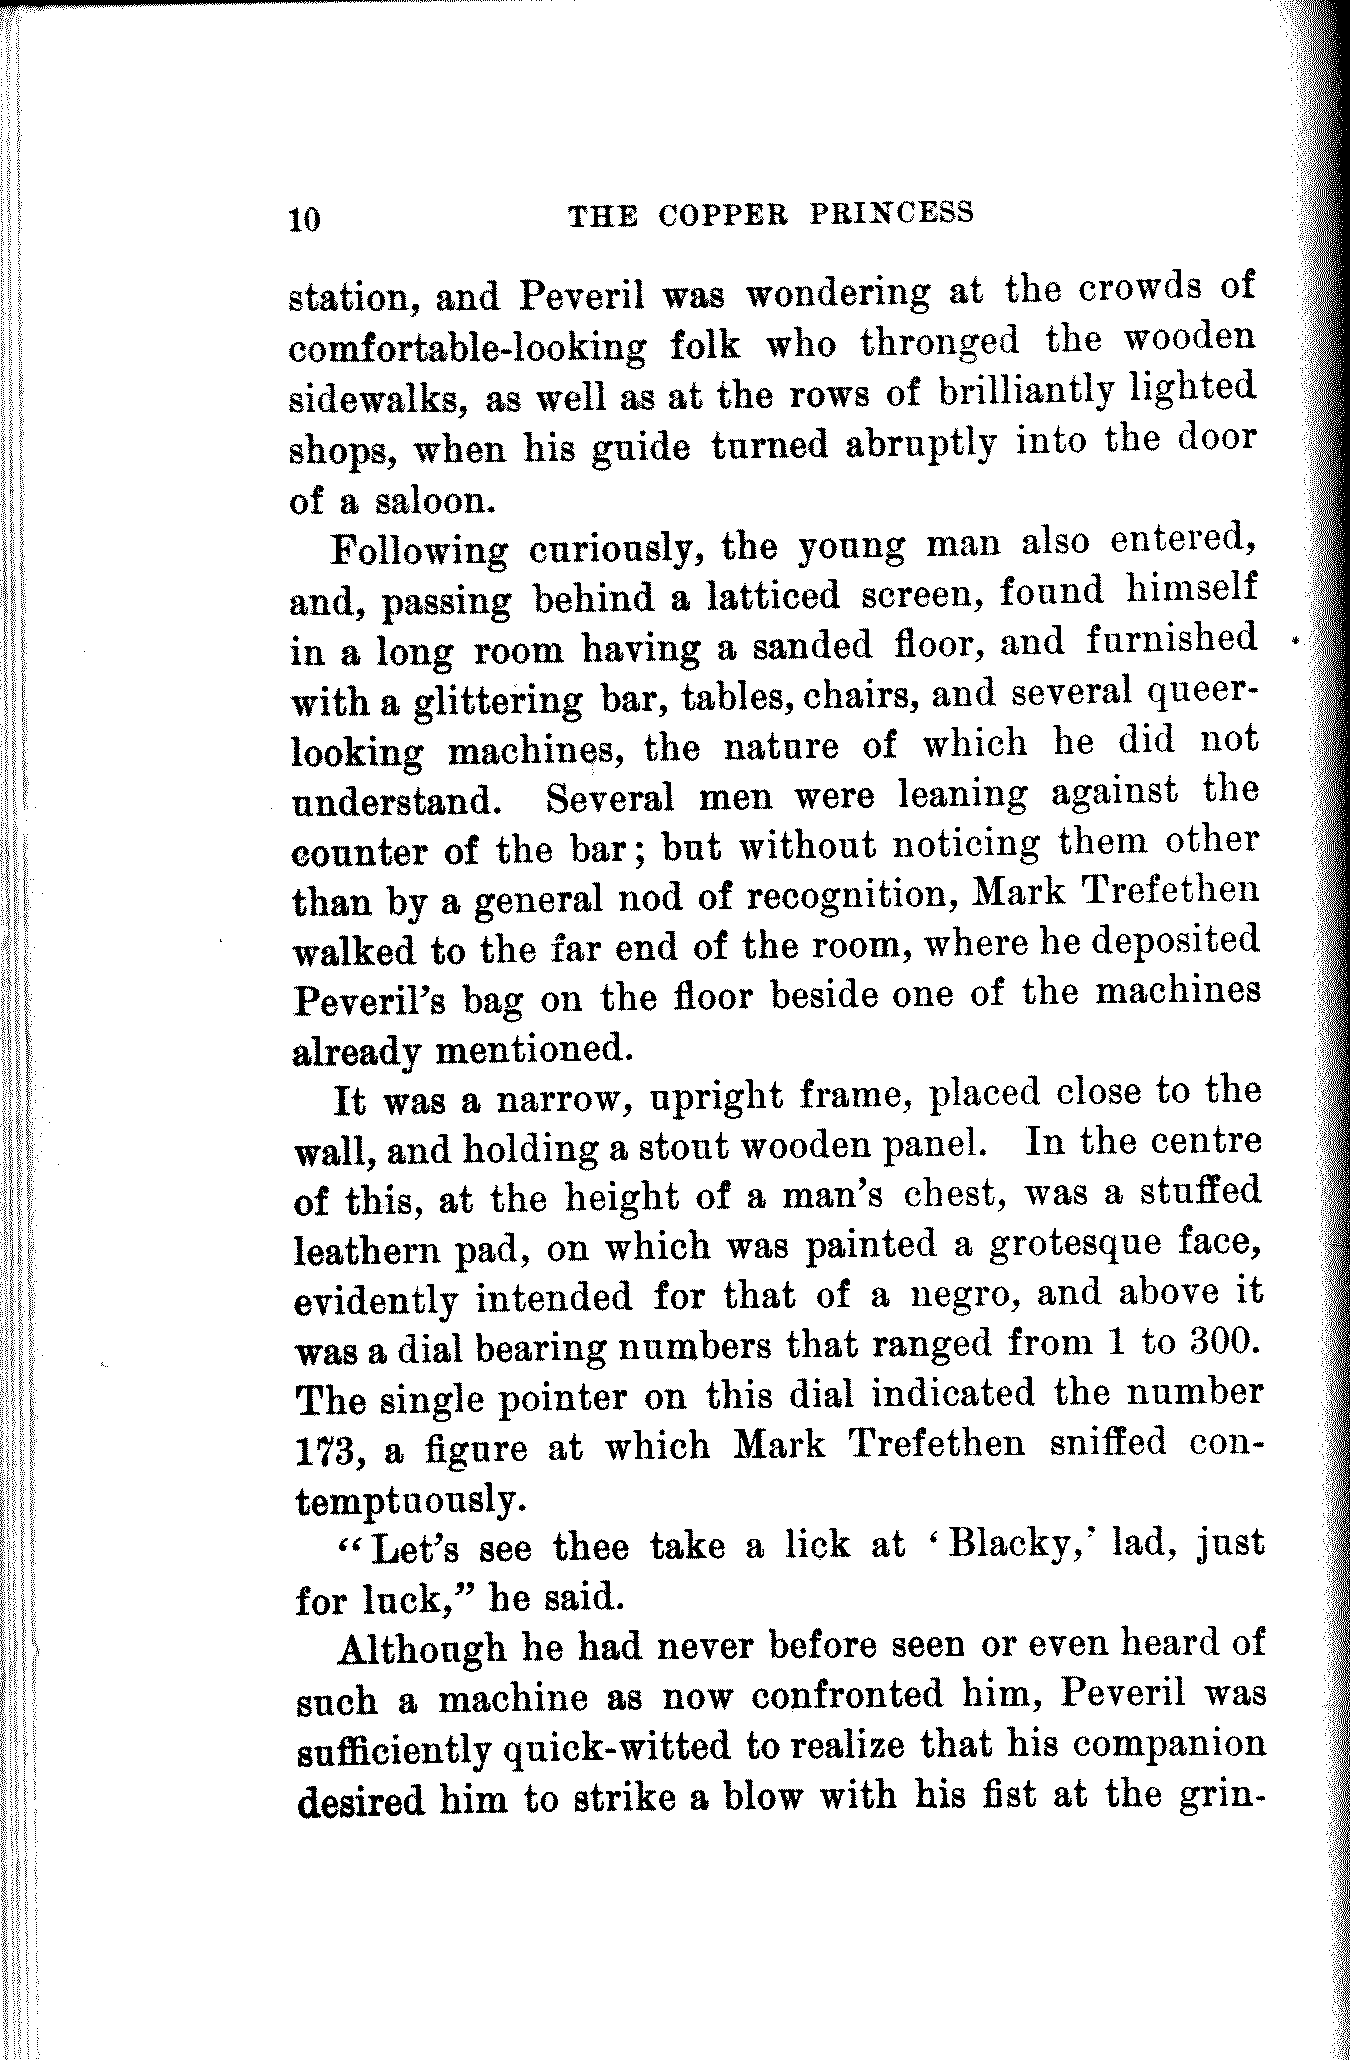 10 THE COPPER PRINCESS
station, and Peveril was wondering at the crowds of
comfortable-looking folk who thronged the wooden
sidewalks, as well as at the rows of brilliantly lighted
shops, when his guide turned abruptly into the door
of a saloon.
Following curiously, the young man also entered,
and, passing behind a latticed screen, found himself
in a long room having a sanded floor, and furnished
with a glittering bar, tables, chairs, and several queer-
looking machines, the nature of which he did not
understand. Several men were leaning against the
counter of the bar; but without noticing them other
than by a general nod of recognition, Mark Trefethen
walked to the far end of the room, where he deposited
Peveril's bag on the floor beside one of the machines
already mentioned.
It was a narrow, upright frame, placed close to the
wall, and holding a stout wooden panel. In the centre
of this, at the height of a man's chest, was a stuffed
leathern pad, on which was painted a grotesque face,
evidently intended for that of a negro, and above it
was a dial bearing numbers that ranged from 1 to 300.
The single pointer on this dial indicated the number
173, a figure at which Mark Trefethen sniffed con-
temptuously.
“Let's see thee take a lick at ‘Blacky,’ lad, just
for luck,” he said.
Although he had never before seen or even heard of
such a machine as now confronted him, Peveril was
sufficiently quick-witted to realize that his companion
desired him to strike a blow with his fist at the grin-